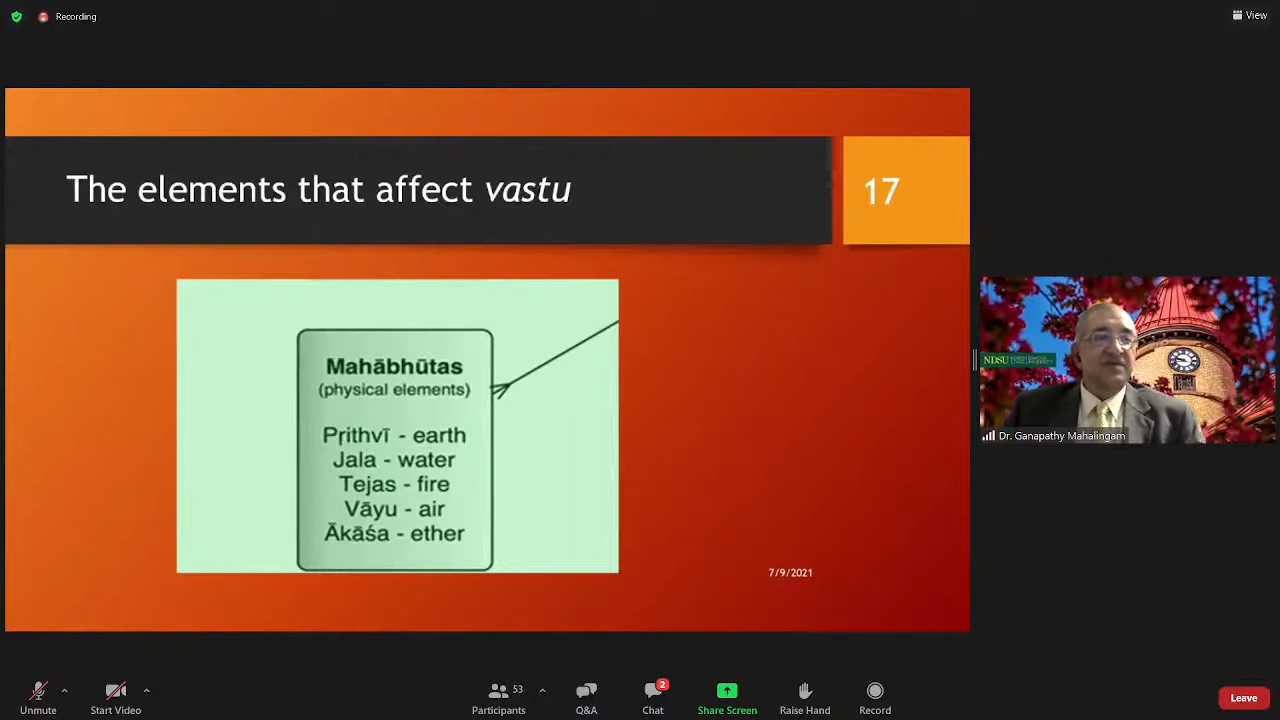 Recording
View
The elements that affect vastu
17
Mahābhūtas
(physical elements)
Pṛithvī - earth
Jala - water
Tejas - fire
Vāyu - air
Ākāśa - ether
7/9/2021
NDSU
Dr. Ganapathy Mahalingam
Unmute
Start Video
53
Participants
Q&A
2
Chat
Share Screen
Raise Hand
Record
Leave